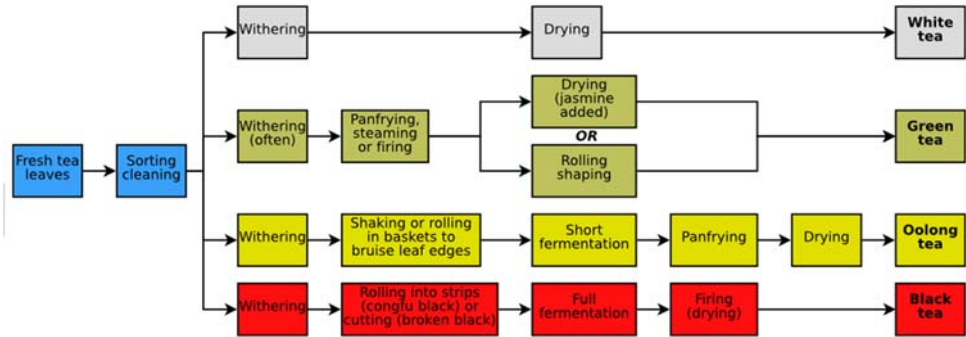 Withering
Drying
White
tea
Withering
(often)
Panfrying,
steaming
or firing
Drying
(jasmine
added)
OR
Rolling
shaping
Green
tea
Fresh tea
leaves
Sorting
cleaning
Withering
Shaking or rolling
in baskets to
bruise leaf edges
Short
fermentation
Panfrying
Drying
Oolong
tea
Withering
Rolling into strips
(congfu black) or
cutting (broken black)
Full
fermentation
Firing
(drying)
Black
tea